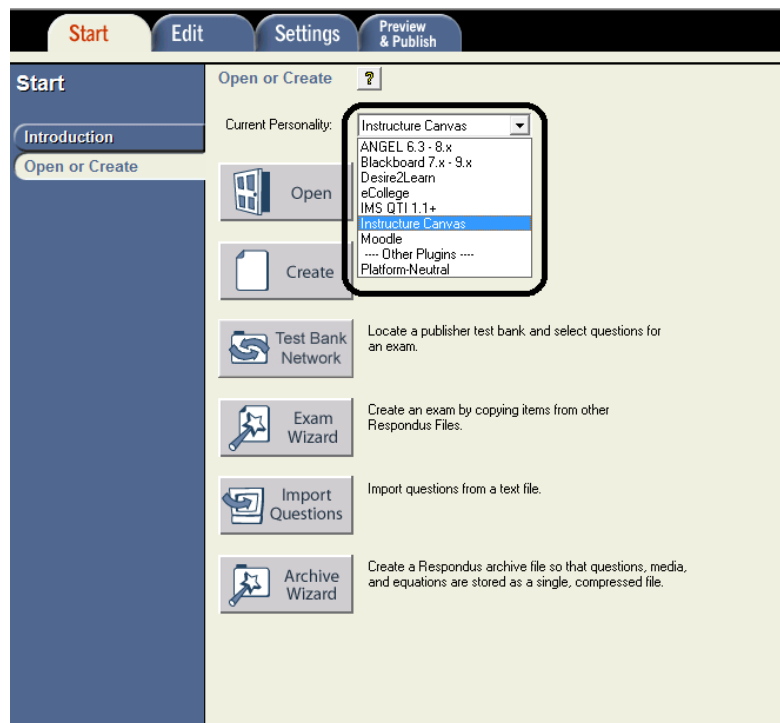 Start
Edit
Settings
Preview
& Publish
Start
Introduction
Open or Create
Open or Create
?
Current Personality:
Instructure Canvas
ANGEL 6.3 - 8.x
Blackboard 7.x - 9.x
Desire2Learn
eCollege
IMS QTI 1.1+
Instructure Canvas
Moodle
---- Other Plugins ----
Platform-Neutral
Open
Create
Test Bank
Network
Locate a publisher test bank and select questions for
an exam.
Exam
Wizard
Create an exam by copying items from other
Respondus Files.
Import
Questions
Import questions from a text file.
Archive
Wizard
Create a Respondus archive file so that questions, media,
and equations are stored as a single, compressed file.